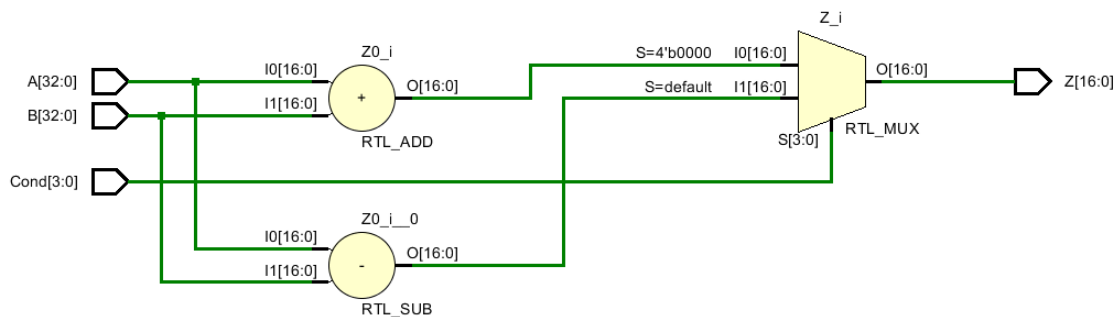 Z_i
Z0_i
S=4'b0000 I0[16:0]
A[32:0] I0[16:0] O[16:0] O[16:0] Z[16:0]
S=default I1[16:0]
+
B[32:0] I1[16:0]
RTL_ADD
S[3:0] RTL_MUX
Cond[3:0]
Z0_i__0
I0[16:0] O[16:0]
-
I1[16:0]
RTL_SUB